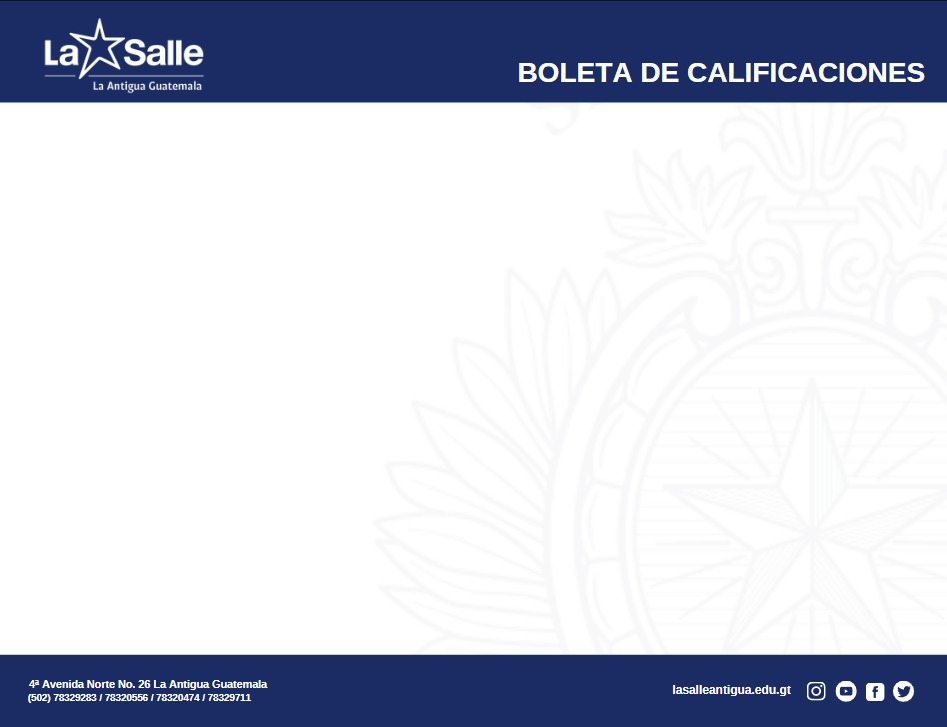 La Salle
La Antigua Guatemala
BOLETA DE CALIFICACIONES
4ª Avenida Norte No. 26 La Antigua Guatemala
(502) 78329283 / 78320556 / 78320474 / 78329711
lasalleantigua.edu.gt